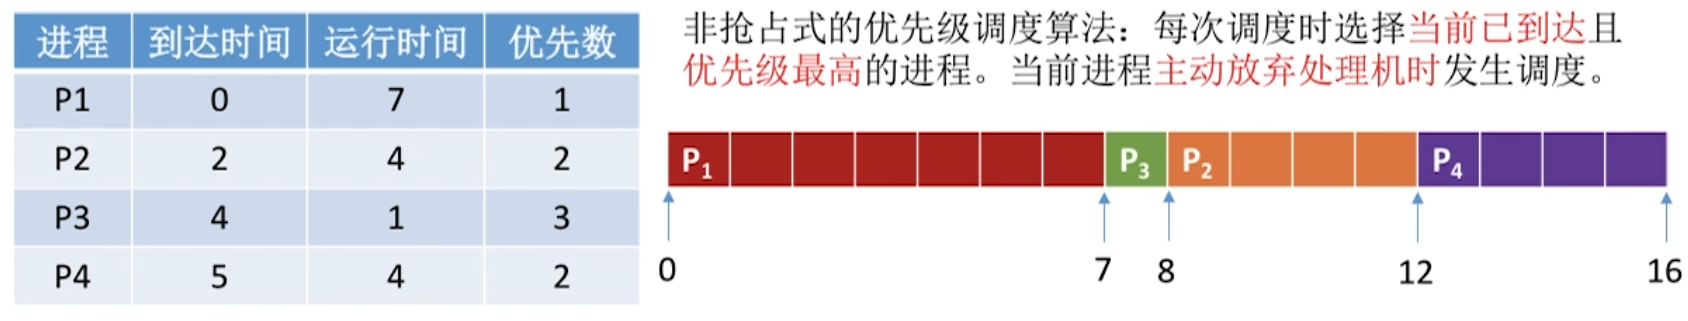 进程 到达时间 运行时间 优先数
P1 0 7 1
P2 2 4 2
P3 4 1 3
P4 5 4 2
非抢占式的优先级调度算法：每次调度时选择当前已到达且
优先级最高的进程。当前进程主动放弃处理机时发生调度。
P1 P3 P2 P4
0 7 8 12 16